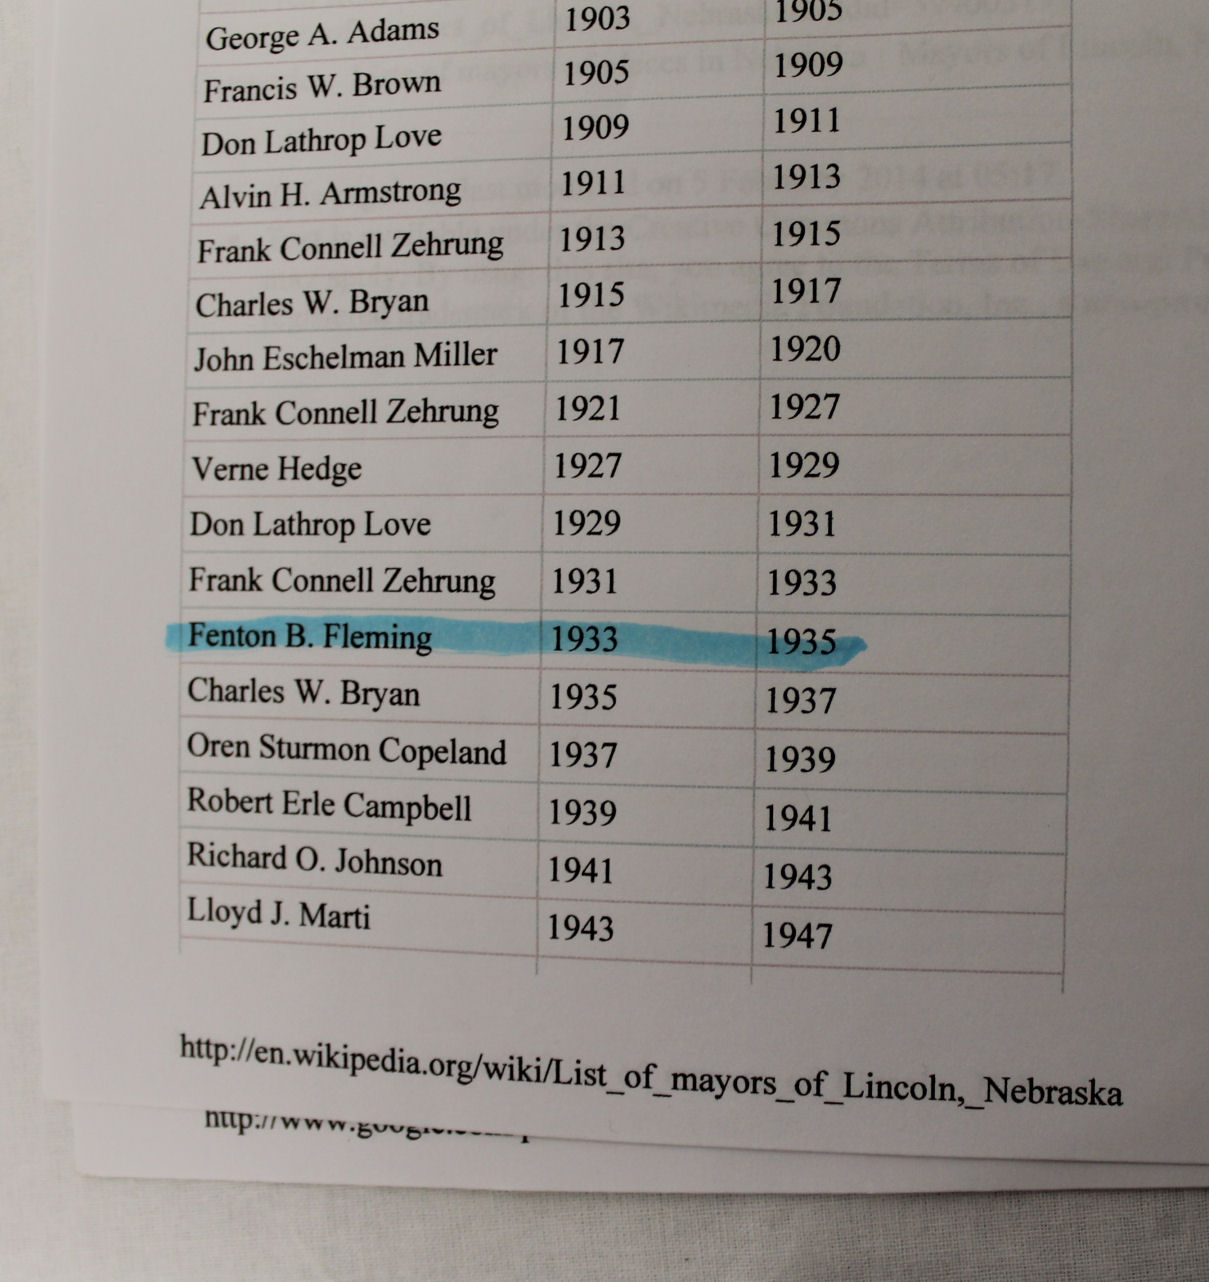 George A. Adams 1903 1905
Francis W. Brown 1905 1909
Don Lathrop Love 1909 1911
Alvin H. Armstrong 1911 1913
Frank Connell Zehrung 1913 1915
Charles W. Bryan 1915 1917
John Eschelman Miller 1917 1920
Frank Connell Zehrung 1921 1927
Verne Hedge 1927 1929
Don Lathrop Love 1929 1931
Frank Connell Zehrung 1931 1933
Fenton B. Fleming 1933 1935
Charles W. Bryan 1935 1937
Oren Sturmon Copeland 1937 1939
Robert Erle Campbell 1939 1941
Richard O. Johnson 1941 1943
Lloyd J. Marti 1943 1947
http://en.wikipedia.org/wiki/List_of_mayors_of_Lincoln,_Nebraska